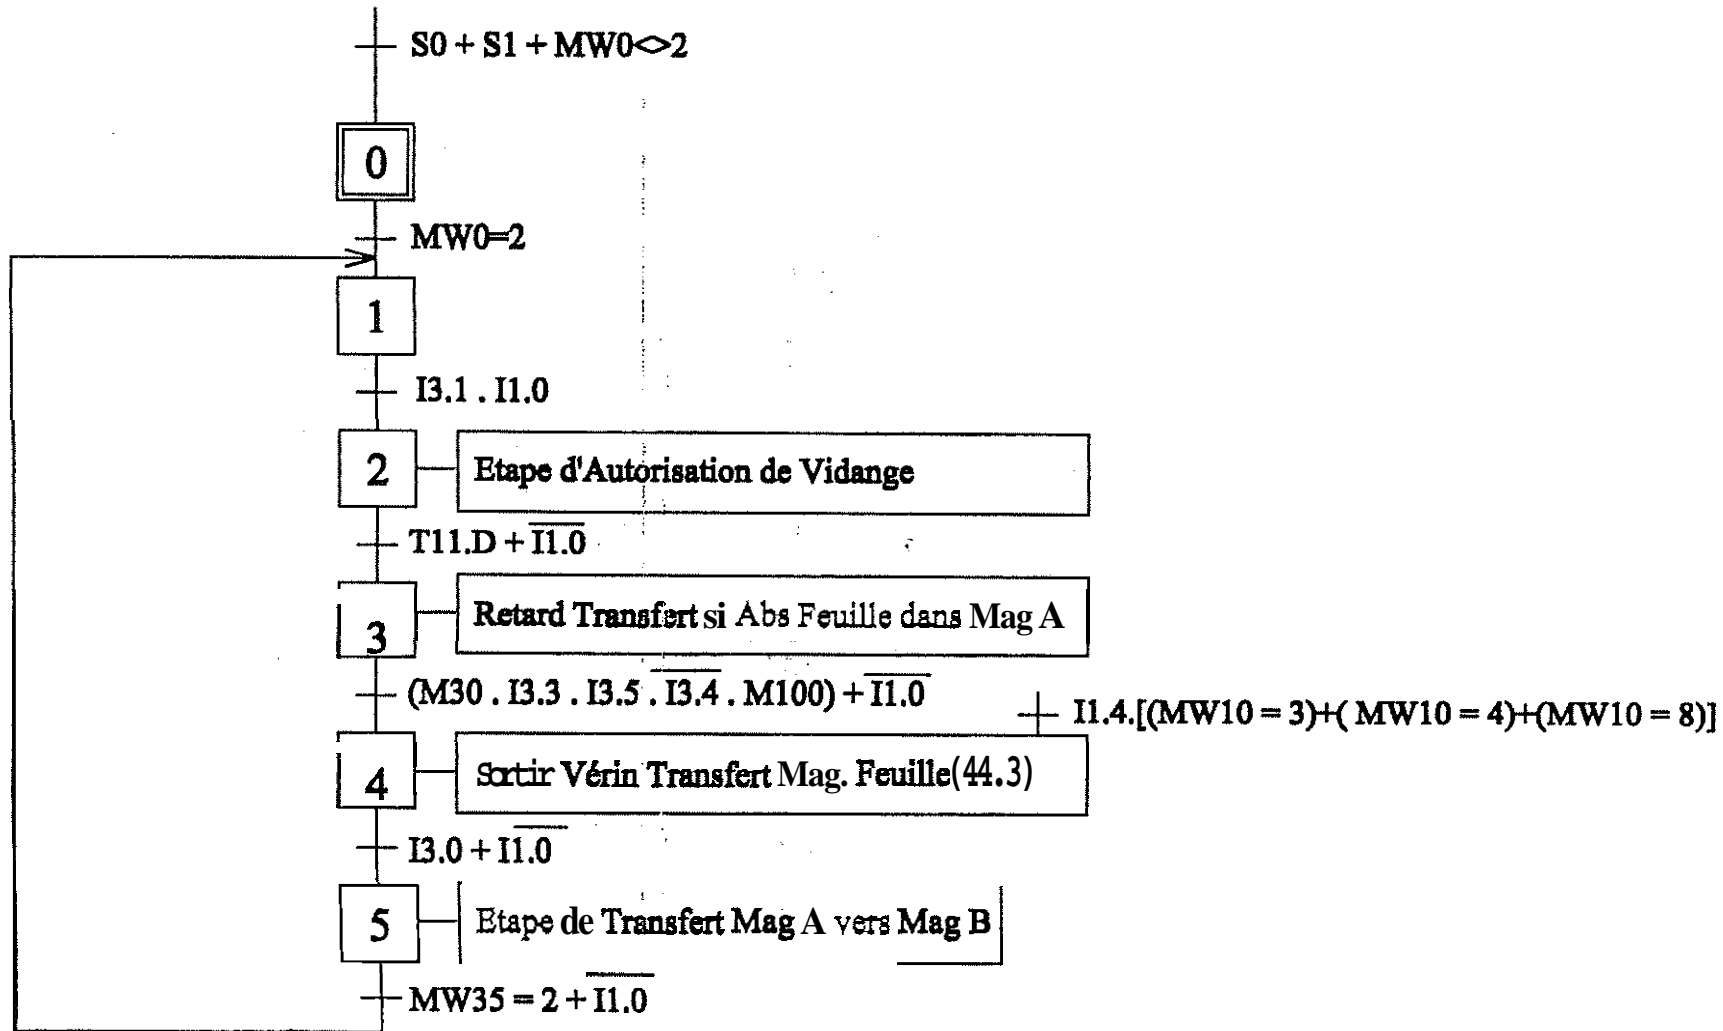 S0 + S1 + MW0<>2
0
MW0=2
1
I3.1 . I1.0
2
Etape d'Autorisation de Vidange
T11.D + I1.0
3
Retard Transfert si Abs Feuille dans Mag A
(M30 . I3.3 . I3.5 . I3.4 . M100) + I1.0
I1.4.[(MW10 = 3)+( MW10 = 4)+(MW10 = 8)]
4
Sortir Vérin Transfert Mag. Feuille(44.3)
I3.0 + I1.0
5
Etape de Transfert Mag A vers Mag B
MW35 = 2 + I1.0